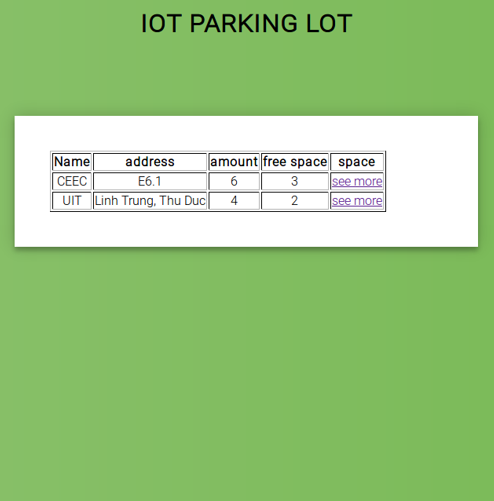 IOT PARKING LOT
Name address amount free space space
CEEC E6.1 6 3 see more
UIT Linh Trung, Thu Duc 4 2 see more